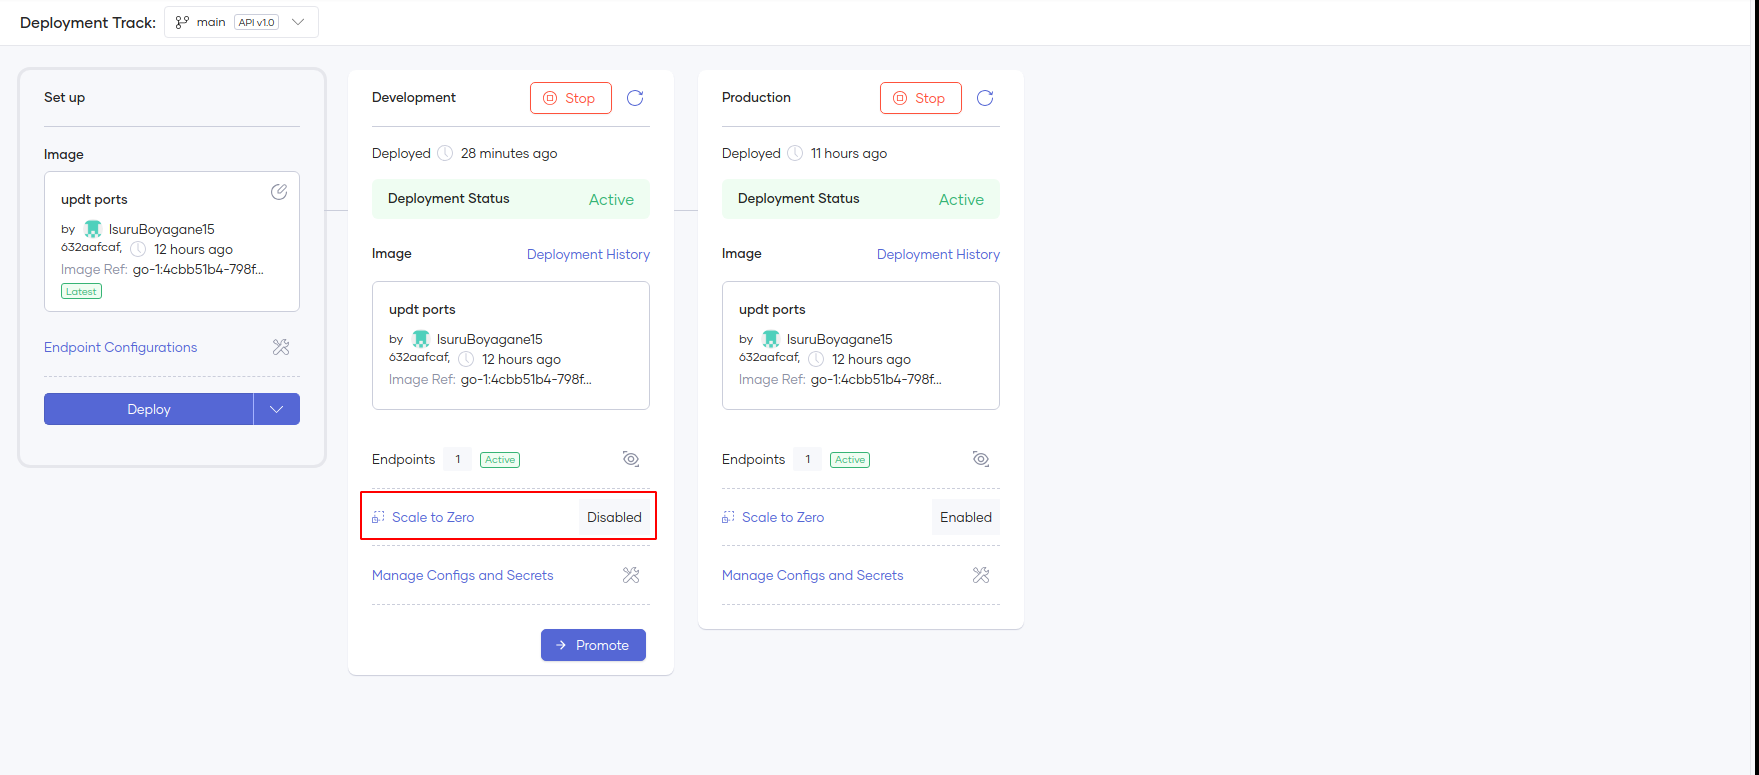 Deployment Track: main API v1.0
Set up
Image
updt ports
by IsuruBoyagane15
632aafcaf, 12 hours ago
Image Ref: go-1:4cbb51b4-798f...
Latest
Endpoint Configurations
Deploy
Development Stop
Deployed 28 minutes ago
Deployment Status Active
Image Deployment History
updt ports
by IsuruBoyagane15
632aafcaf, 12 hours ago
Image Ref: go-1:4cbb51b4-798f...
Endpoints 1 Active
Scale to Zero Disabled
Manage Configs and Secrets
Promote
Production Stop
Deployed 11 hours ago
Deployment Status Active
Image Deployment History
updt ports
by IsuruBoyagane15
632aafcaf, 12 hours ago
Image Ref: go-1:4cbb51b4-798f...
Endpoints 1 Active
Scale to Zero Enabled
Manage Configs and Secrets